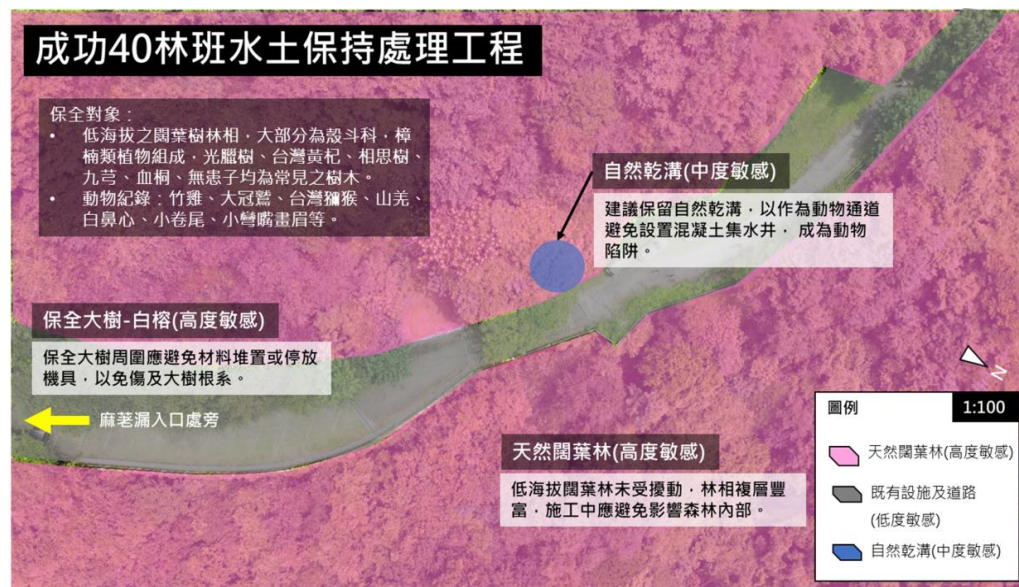 成功40林班水土保持處理工程
保全對象：
• 低海拔之闊葉樹林相，大部分為殼斗科，樟
楠類植物組成，光臘樹、台灣黃杞、相思樹、
九芎、血桐、無患子均為常見之樹木。
• 動物紀錄：竹雞、大冠鷲、台灣獼猴、山羌、
白鼻心、小卷尾、小彎嘴畫眉等。
自然乾溝(中度敏感)
建議保留自然乾溝，以作為動物通道
避免設置混凝土集水井， 成為動物
陷阱。
保全大樹-白榕(高度敏感)
保全大樹周圍應避免材料堆置或停放
機具，以免傷及大樹根系。
麻荖漏入口處旁
天然闊葉林(高度敏感)
低海拔闊葉林未受擾動，林相複層豐
富，施工中應避免影響森林內部。
N
圖例
1:100
天然闊葉林(高度敏感)
既有設施及道路
(低度敏感)
自然乾溝(中度敏感)